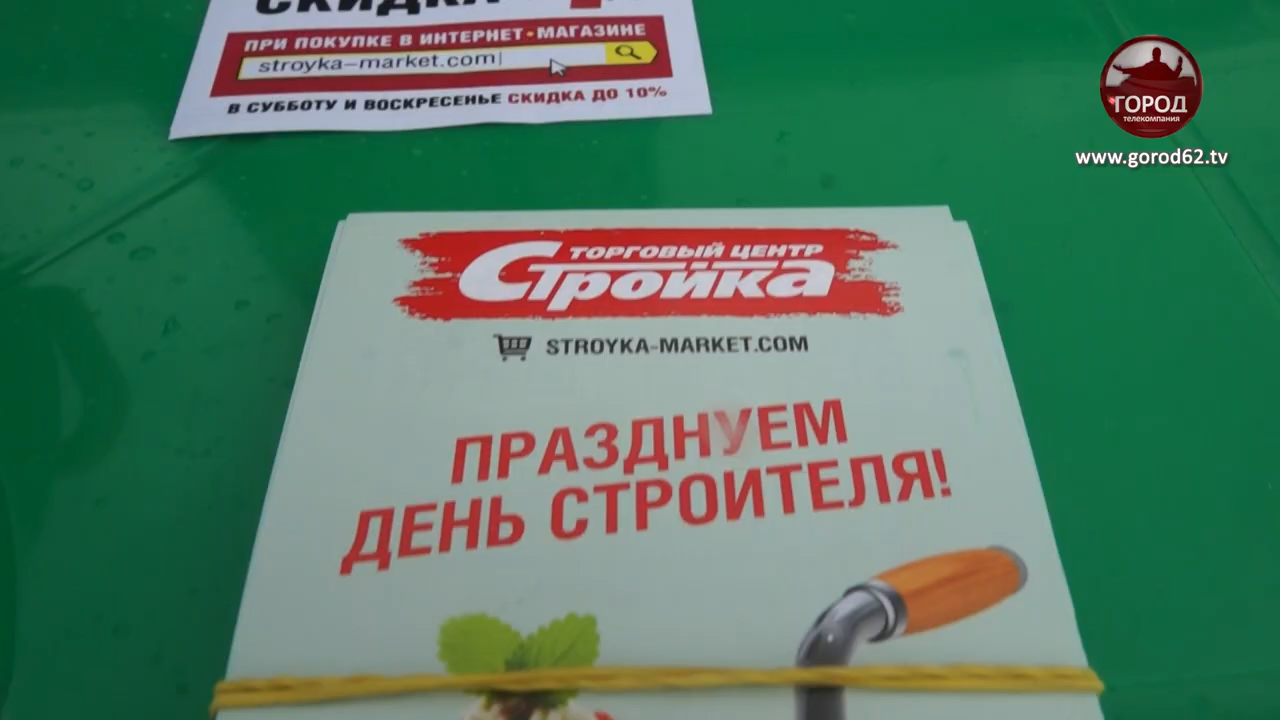 СКИДКА
ПРИ ПОКУПКЕ В ИНТЕРНЕТ•МАГАЗИНЕ
stroyka-market.com
В СУББОТУ И ВОСКРЕСЕНЬЕ СКИДКА ДО 10%
ГОРОД
телекомпания
www.gorod62.tv
ТОРГОВЫЙ ЦЕНТР
Стройка
STROYKA-MARKET.COM
ПРАЗДНУЕМ
ДЕНЬ СТРОИТЕЛЯ!